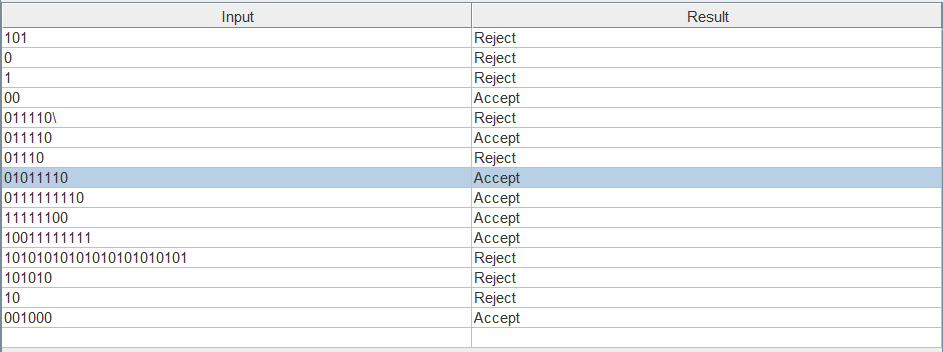 Input Result
101 Reject
0 Reject
1 Reject
00 Accept
011110\ Reject
011110 Accept
01110 Reject
01011110 Accept
0111111110 Accept
11111100 Accept
10011111111 Accept
10101010101010101010101 Reject
101010 Reject
10 Reject
001000 Accept